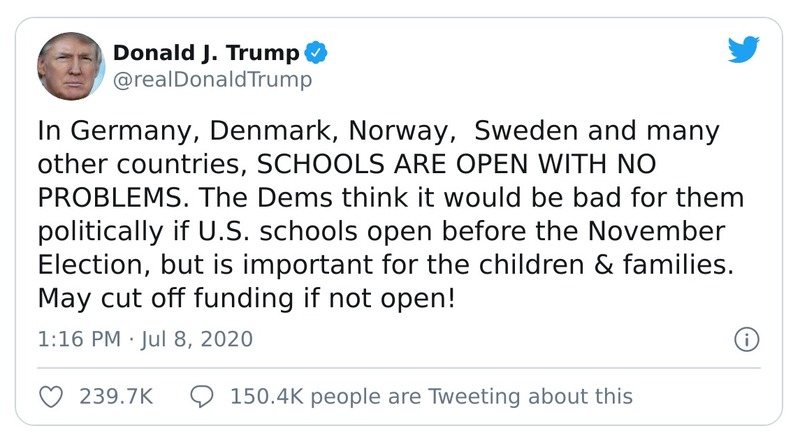 Donald J. Trump
@realDonaldTrump
In Germany, Denmark, Norway,  Sweden and many
other countries, SCHOOLS ARE OPEN WITH NO
PROBLEMS. The Dems think it would be bad for them
politically if U.S. schools open before the November
Election, but is important for the children & families.
May cut off funding if not open!
1:16 PM · Jul 8, 2020
239.7K 150.4K people are Tweeting about this